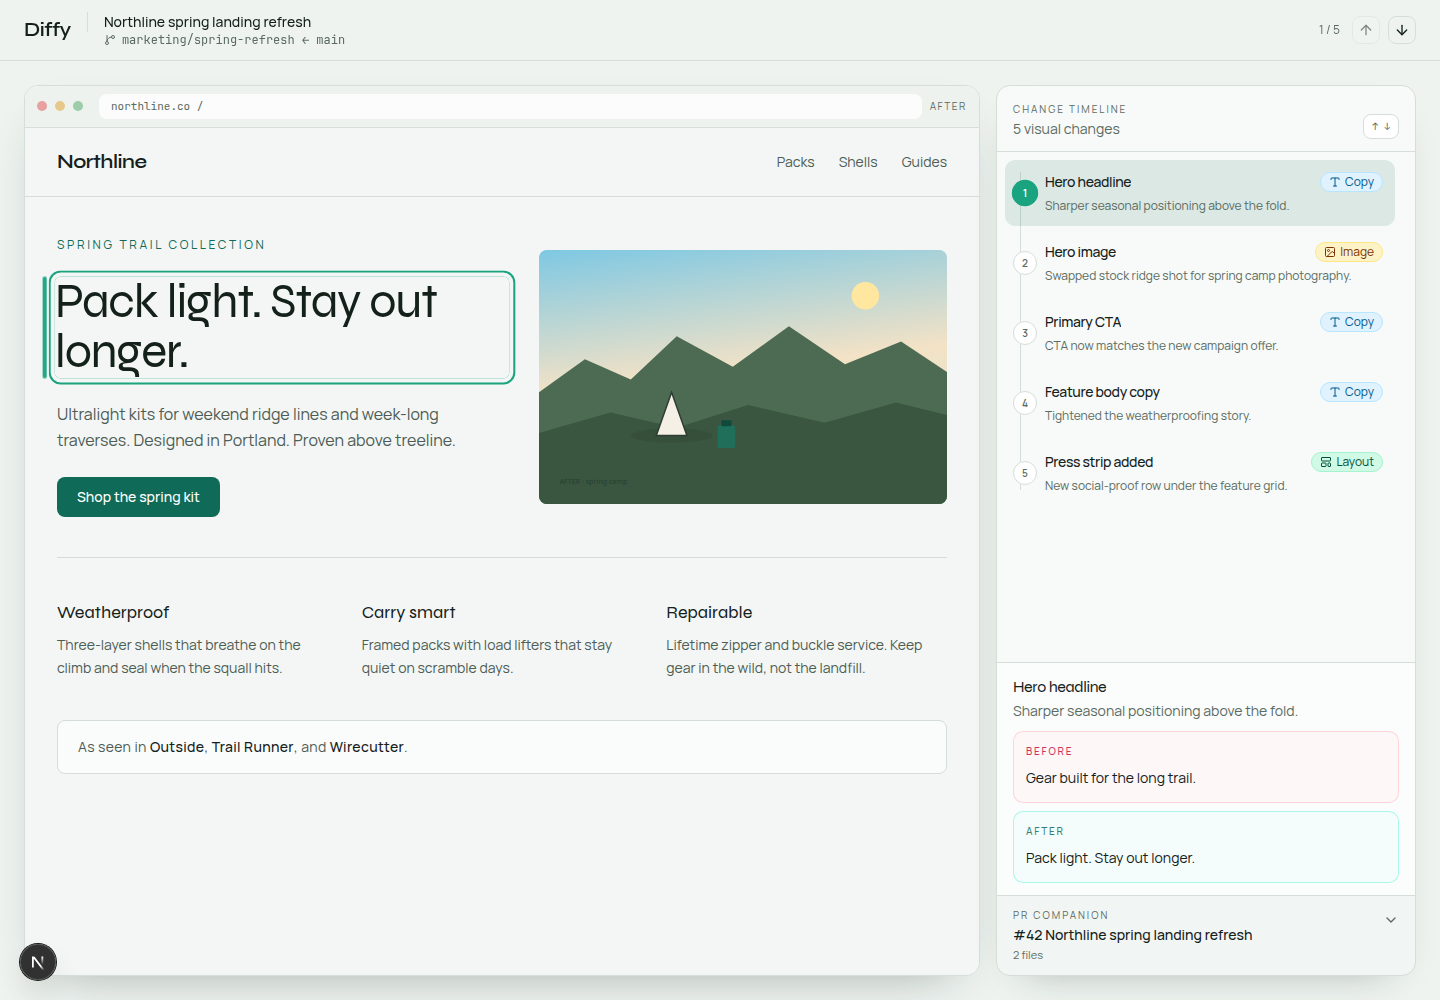 Diffy
Northline spring landing refresh
marketing/spring-refresh ← main
1 / 5
northline.co /
AFTER
Northline
Packs
Shells
Guides
SPRING TRAIL COLLECTION
Pack light. Stay out
longer.
Ultralight kits for weekend ridge lines and week-long
traverses. Designed in Portland. Proven above treeline.
Shop the spring kit
AFTER · spring camp
Weatherproof
Three-layer shells that breathe on the
climb and seal when the squall hits.
Carry smart
Framed packs with load lifters that stay
quiet on scramble days.
Repairable
Lifetime zipper and buckle service. Keep
gear in the wild, not the landfill.
As seen in Outside, Trail Runner, and Wirecutter.
N
CHANGE TIMELINE
5 visual changes
↑ ↓
1
Hero headline
Copy
Sharper seasonal positioning above the fold.
2
Hero image
Image
Swapped stock ridge shot for spring camp photography.
3
Primary CTA
Copy
CTA now matches the new campaign offer.
4
Feature body copy
Copy
Tightened the weatherproofing story.
5
Press strip added
Layout
New social-proof row under the feature grid.
Hero headline
Sharper seasonal positioning above the fold.
BEFORE
Gear built for the long trail.
AFTER
Pack light. Stay out longer.
PR COMPANION
#42 Northline spring landing refresh
2 files